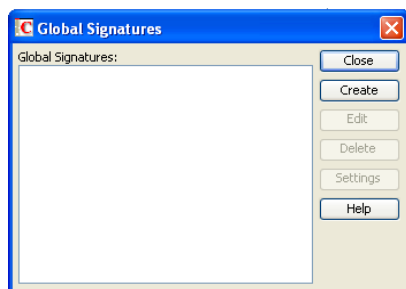 C Global Signatures
Global Signatures:
Close
Create
Edit
Delete
Settings
Help